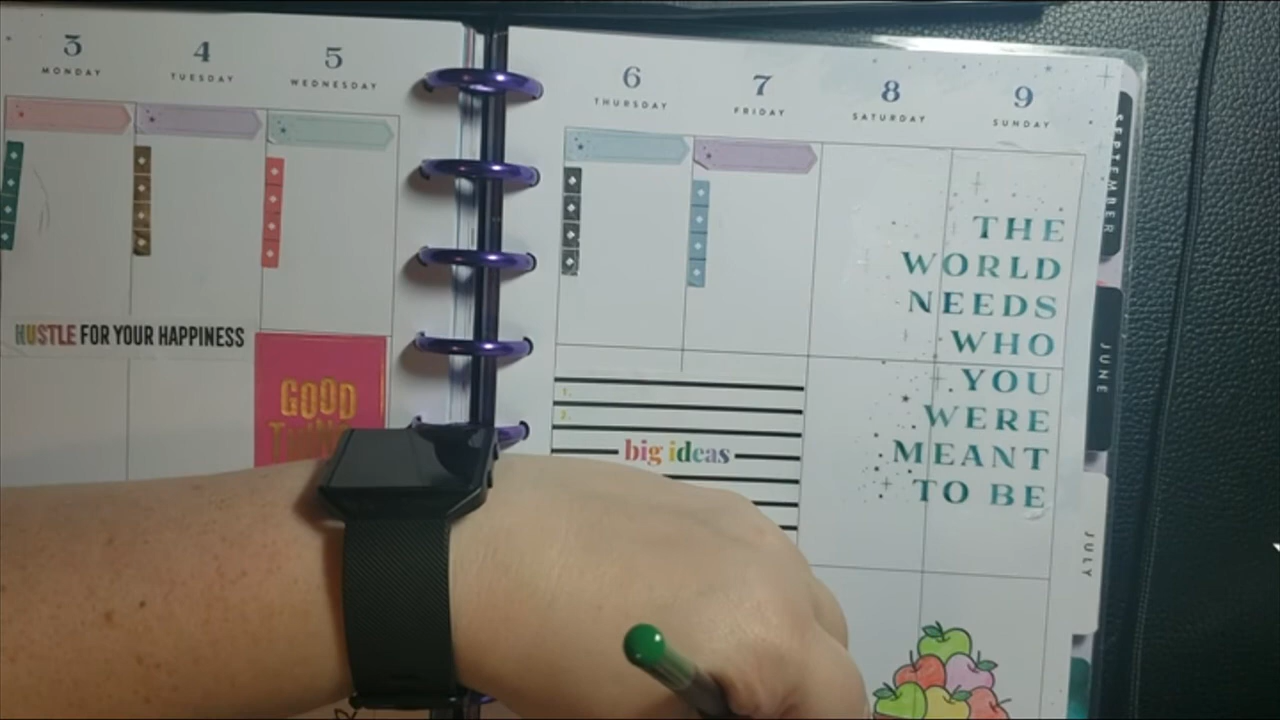 3
MONDAY
4
TUESDAY
5
WEDNESDAY
6
THURSDAY
7
FRIDAY
8
SATURDAY
9
SUNDAY
HUSTLE FOR YOUR HAPPINESS
GOOD
1.
2.
big ideas
THE
WORLD
NEEDS
WHO
YOU
WERE
MEANT
TO BE
SEPTEMBER
JUNE
JULY